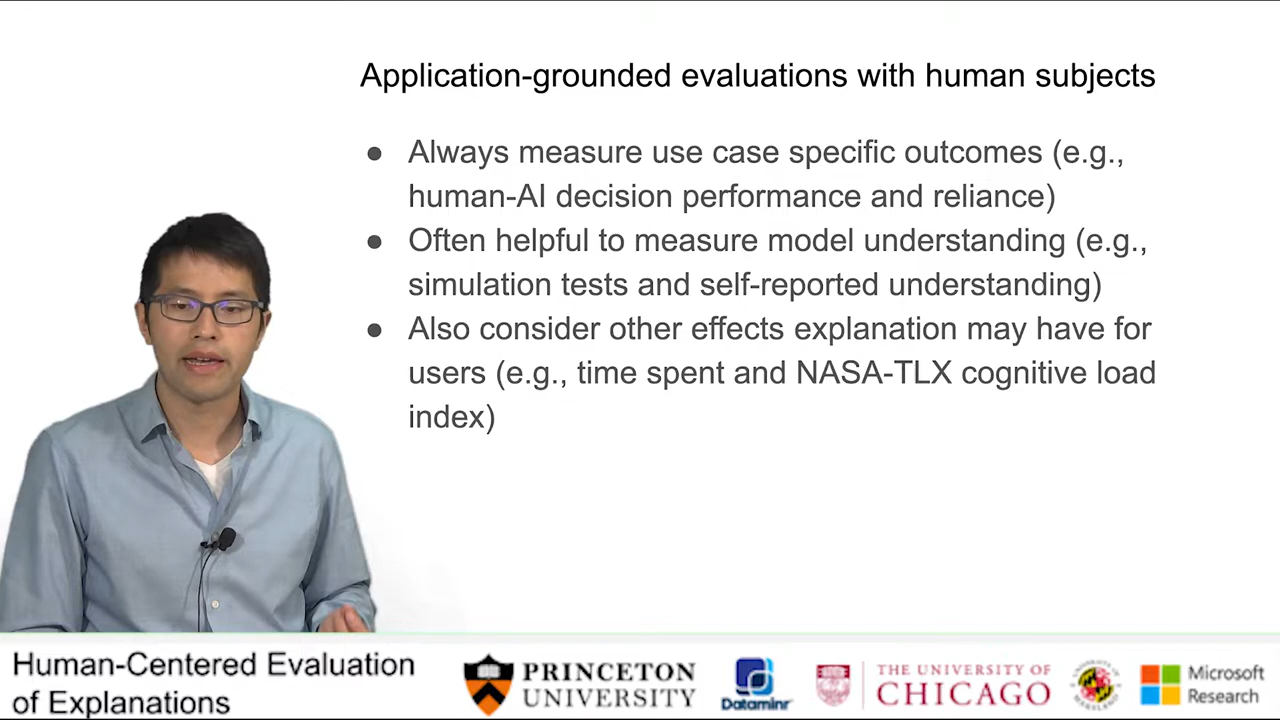 Application-grounded evaluations with human subjects
● Always measure use case specific outcomes (e.g.,
human-AI decision performance and reliance)
● Often helpful to measure model understanding (e.g.,
simulation tests and self-reported understanding)
● Also consider other effects explanation may have for
users (e.g., time spent and NASA-TLX cognitive load
index)
Human-Centered Evaluation
of Explanations
PRINCETON
UNIVERSITY
Dataminr
THE UNIVERSITY OF
CHICAGO
Microsoft
Research